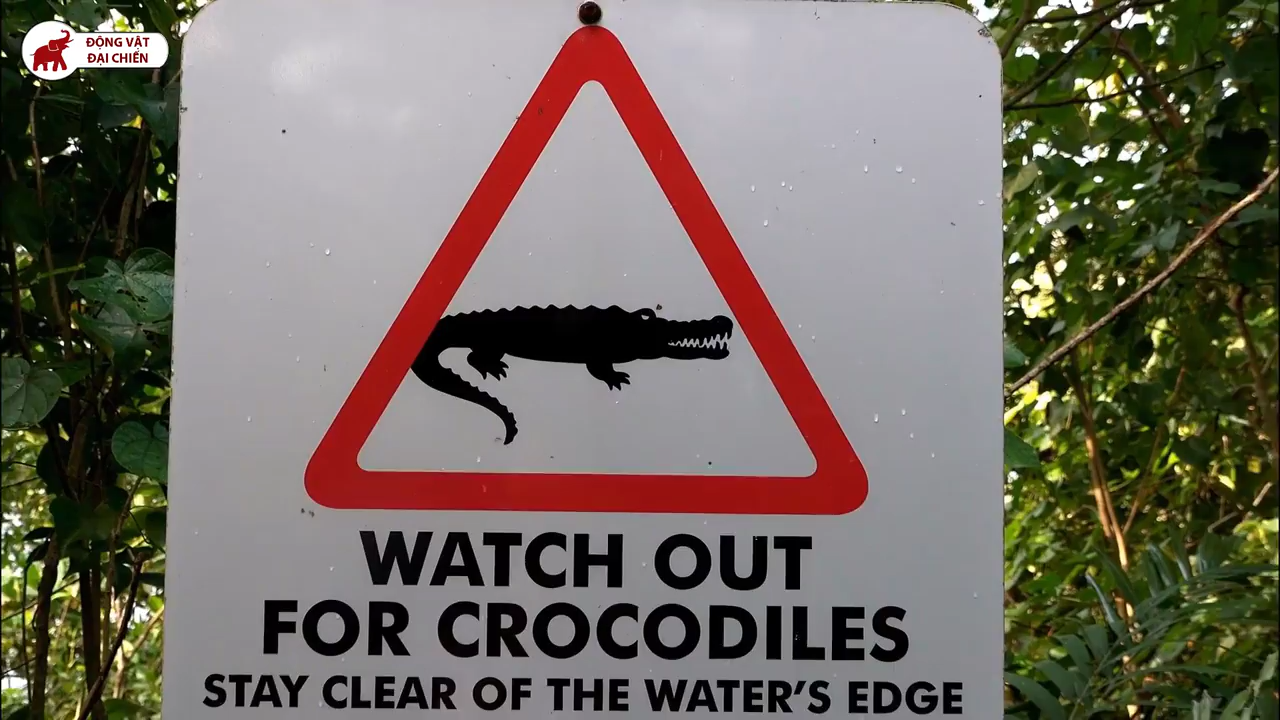 ĐỘNG VẬT
ĐẠI CHIẾN
WATCH OUT
FOR CROCODILES
STAY CLEAR OF THE WATER'S EDGE